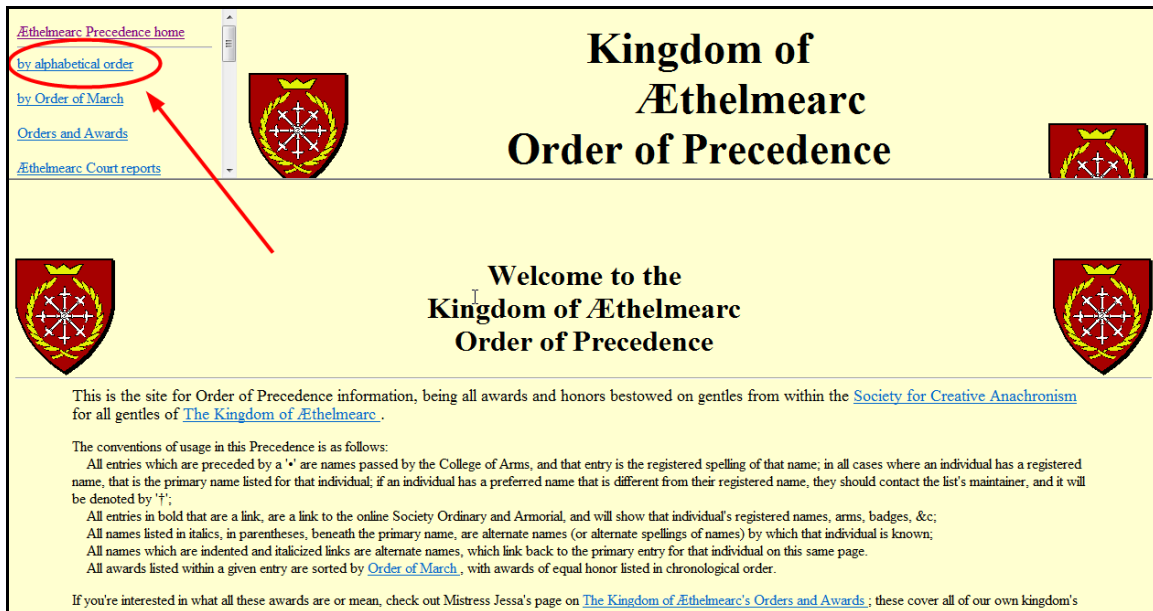 Æthelmearc Precedence home
by alphabetical order
by Order of March
Orders and Awards
Æthelmearc Court reports
Kingdom of
Æthelmearc
Order of Precedence
Welcome to the
Kingdom of Æthelmearc
Order of Precedence
This is the site for Order of Precedence information, being all awards and honors bestowed on gentles from within the Society for Creative Anachronism
for all gentles of The Kingdom of Æthelmearc .
The conventions of usage in this Precedence is as follows:
All entries which are preceded by a '•' are names passed by the College of Arms, and that entry is the registered spelling of that name; in all cases where an individual has a registered
name, that is the primary name listed for that individual; if an individual has a preferred name that is different from their registered name, they should contact the list's maintainer, and it will
be denoted by '†';
All entries in bold that are a link, are a link to the online Society Ordinary and Armorial, and will show that individual's registered names, arms, badges, &c;
All names listed in italics, in parentheses, beneath the primary name, are alternate names (or alternate spellings of names) by which that individual is known;
All names which are indented and italicized links are alternate names, which link back to the primary entry for that individual on this same page.
All awards listed within a given entry are sorted by Order of March , with awards of equal honor listed in chronological order.
If you're interested in what all these awards are or mean, check out Mistress Jessa's page on The Kingdom of Æthelmearc's Orders and Awards ; these cover all of our own kingdom's